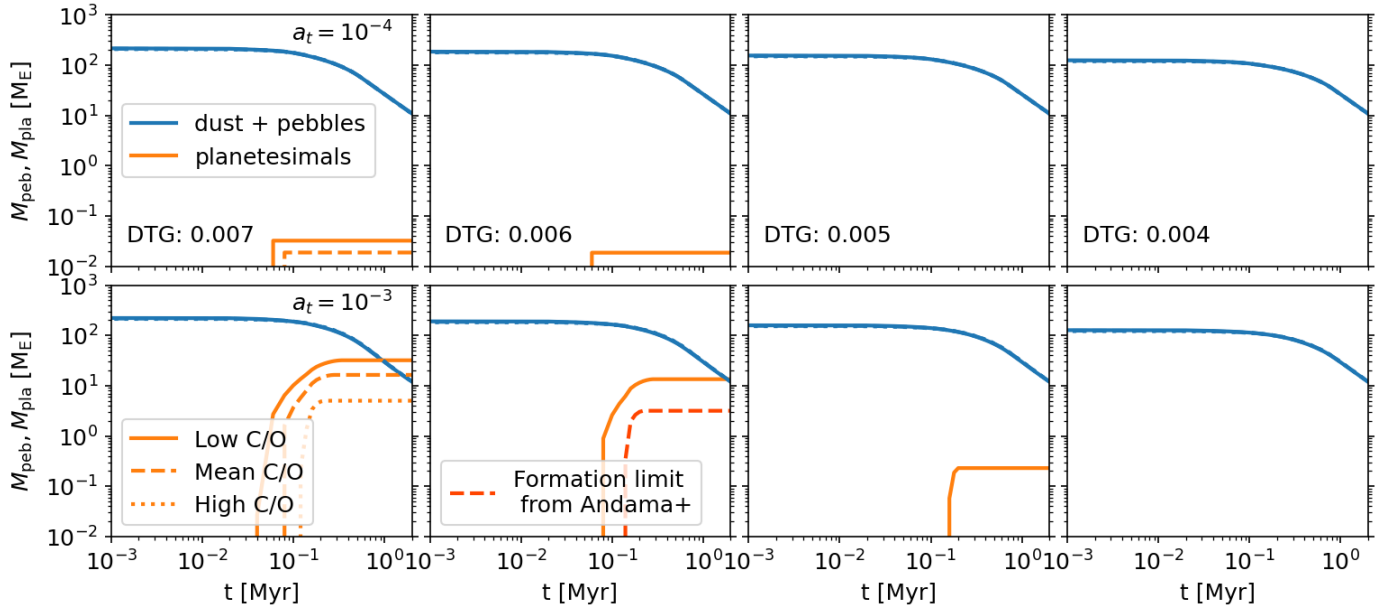 10³
10²
10¹
10⁰
10⁻¹
10⁻²
M_peb, M_pla [M_E]
a_t = 10⁻⁴
dust + pebbles
planetesimals
DTG: 0.007
DTG: 0.006
DTG: 0.005
DTG: 0.004
10³
10²
10¹
10⁰
10⁻¹
10⁻²
M_peb, M_pla [M_E]
a_t = 10⁻³
Low C/O
Mean C/O
High C/O
Formation limit
from Andama+
10⁻³ 10⁻² 10⁻¹ 10⁰ 10⁻³ 10⁻² 10⁻¹ 10⁰ 10⁻³ 10⁻² 10⁻¹ 10⁰ 10⁻³ 10⁻² 10⁻¹ 10⁰
t [Myr] t [Myr] t [Myr] t [Myr]